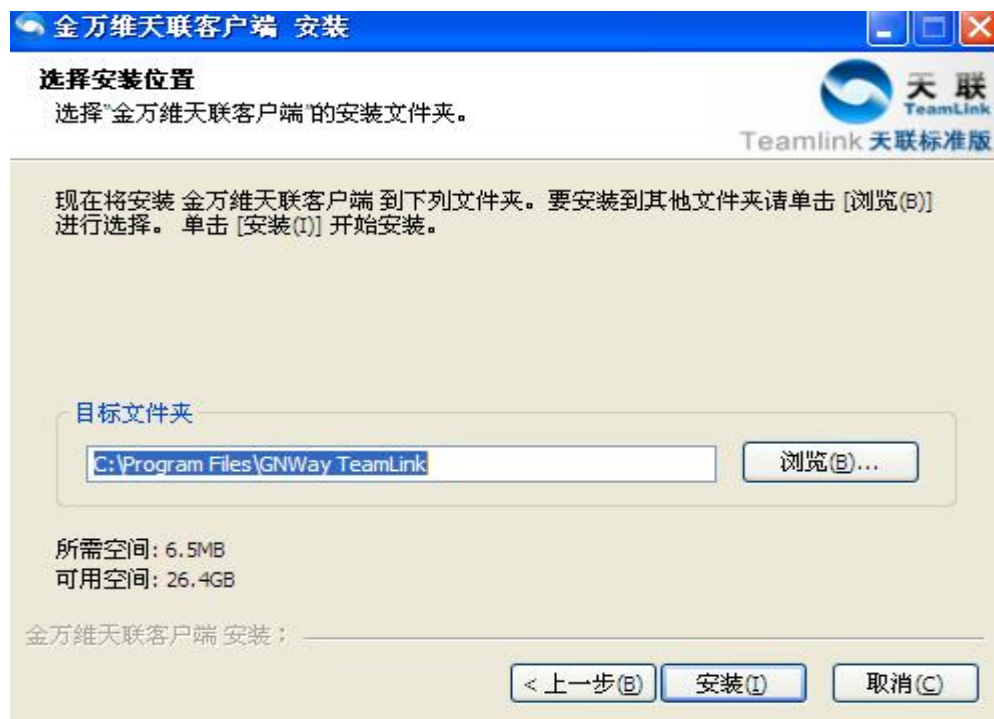 金万维天联客户端 安装
选择安装位置
选择“金万维天联客户端”的安装文件夹。
天 联
TeamLink
Teamlink 天联标准版
现在将安装 金万维天联客户端 到下列文件夹。要安装到其他文件夹请单击 [浏览(B)]
进行选择。 单击 [安装(I)] 开始安装。
目标文件夹
C:\Program Files\GNWay TeamLink
浏览(B)...
所需空间: 6.5MB
可用空间: 26.4GB
金万维天联客户端 安装：
< 上一步(B)
安装(I)
取消(C)